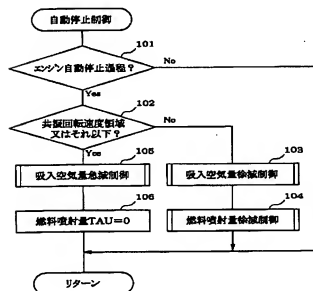 自動停止制御
101
エンジン自動停止過程?
No
Yes
102
共振回転速度領域
又はそれ以下?
No
Yes
105
103
吸入空気量急減制御
吸入空気量徐減制御
106
104
燃料噴射量TAU=0
燃料噴射量徐減制御
リターン